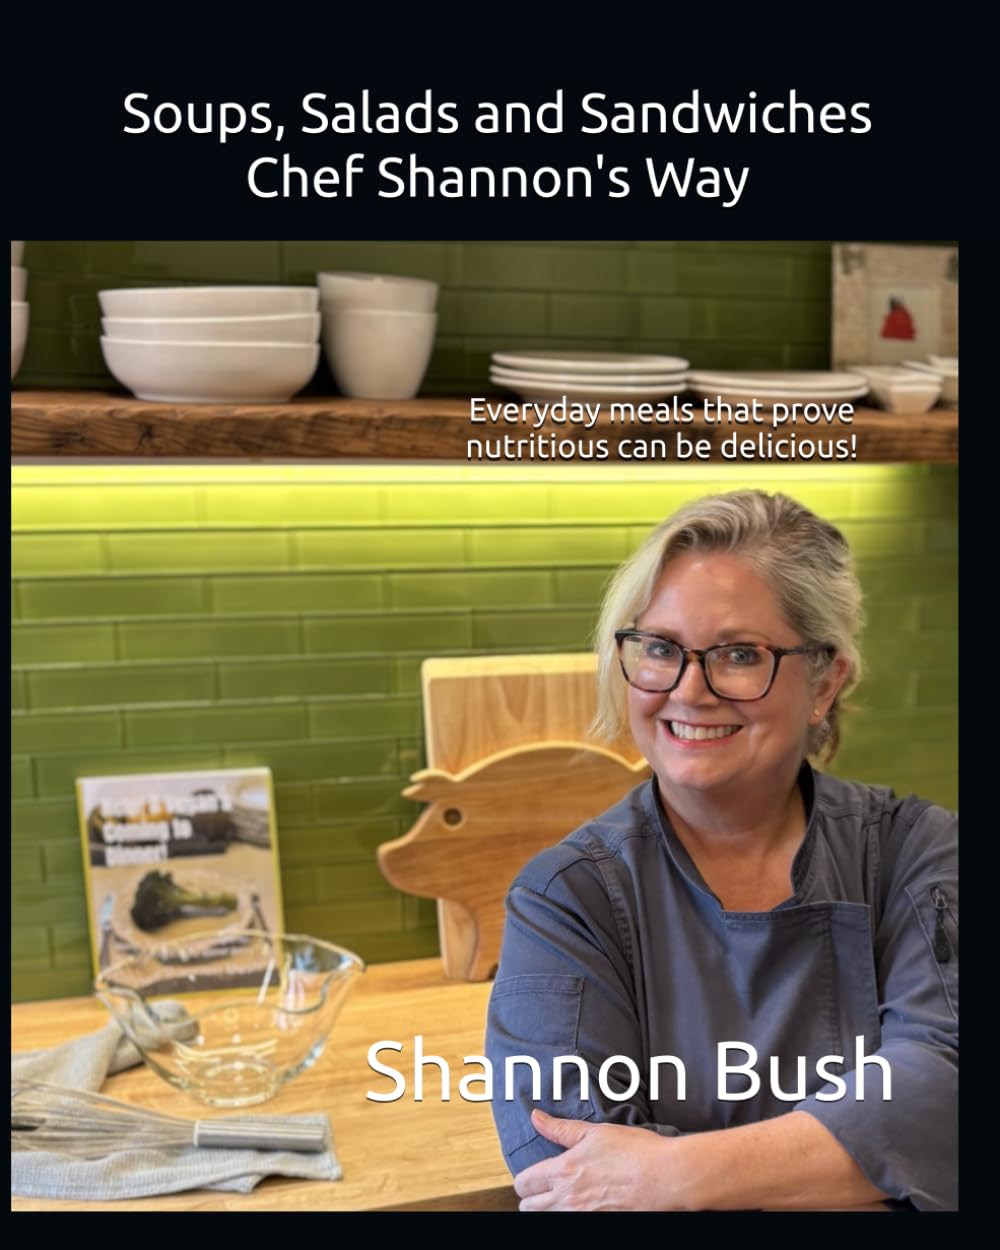 Soups, Salads and Sandwiches
Chef Shannon's Way
Everyday meals that prove
nutritious can be delicious!
Coming to
Dinner!
Shannon Bush